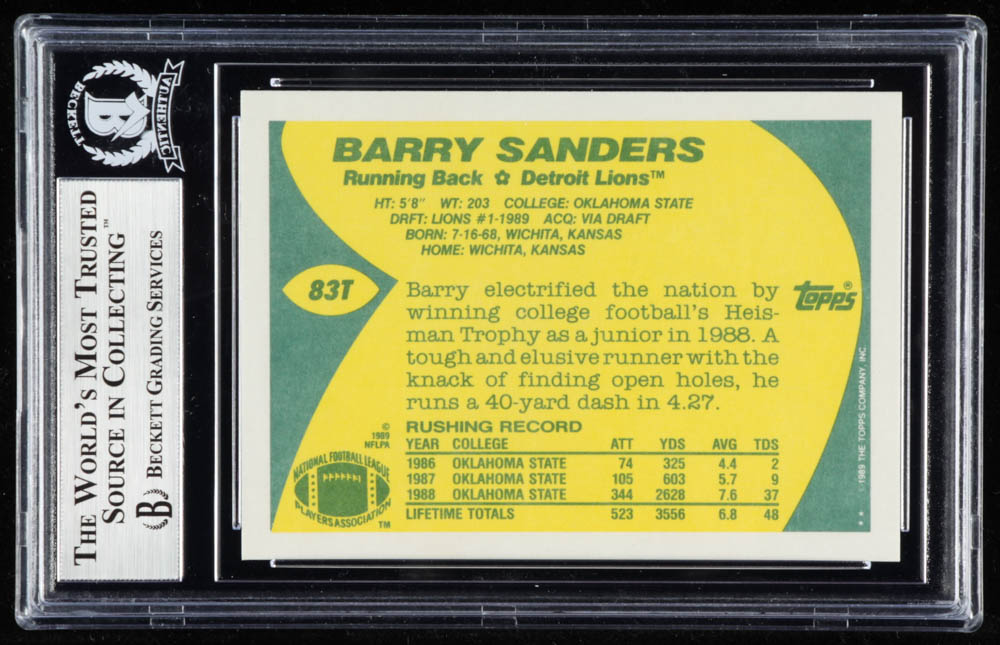 BECKETT
B
AUTHENTIC
THE WORLD'S MOST TRUSTED
SOURCE IN COLLECTING™
B BECKETT GRADING SERVICES
BARRY SANDERS
Running Back ✿ Detroit Lions™
HT: 5'8" WT: 203 COLLEGE: OKLAHOMA STATE
DRFT: LIONS #1-1989 ACQ: VIA DRAFT
BORN: 7-16-68, WICHITA, KANSAS
HOME: WICHITA, KANSAS
83T
Barry electrified the nation by
winning college football's Heis-
man Trophy as a junior in 1988. A
tough and elusive runner with the
knack of finding open holes, he
runs a 40-yard dash in 4.27.
topps®
RUSHING RECORD
YEAR COLLEGE ATT YDS AVG TDS
1986 OKLAHOMA STATE 74 325 4.4 2
1987 OKLAHOMA STATE 105 603 5.7 9
1988 OKLAHOMA STATE 344 2628 7.6 37
LIFETIME TOTALS 523 3556 6.8 48
©
1989
NFLPA
NATIONAL FOOTBALL LEAGUE
PLAYERS ASSOCIATION
TM
©1989 THE TOPPS COMPANY, INC.
**